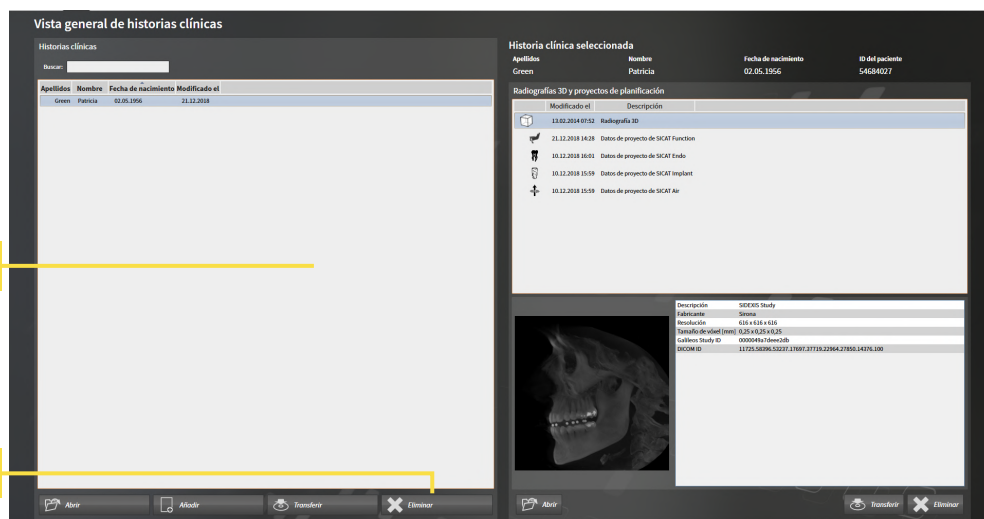 Vista general de historias clínicas
Historias clínicas
Buscar:
Apellidos Nombre Fecha de nacimiento Modificado el
Green Patricia 02.05.1956 21.12.2018
Abrir Añadir Transferir Eliminar
Historia clínica seleccionada
Apellidos Nombre Fecha de nacimiento ID del paciente
Green Patricia 02.05.1956 54684027
Radiografías 3D y proyectos de planificación
Modificado el Descripción
13.02.2014 07:52 Radiografía 3D
21.12.2018 14:28 Datos de proyecto de SICAT Function
10.12.2018 16:01 Datos de proyecto de SICAT Endo
10.12.2018 15:59 Datos de proyecto de SICAT Implant
10.12.2018 15:59 Datos de proyecto de SICAT Air
Descripción SIDEXIS Study
Fabricante Sirona
Resolución 616 x 616 x 616
Tamaño de vóxel [mm] 0,25 x 0,25 x 0,25
Galileos Study ID 0000049a7deee2db
DICOM ID 11725.58396.53237.17697.37719.22964.27850.14376.100
Abrir Transferir Eliminar